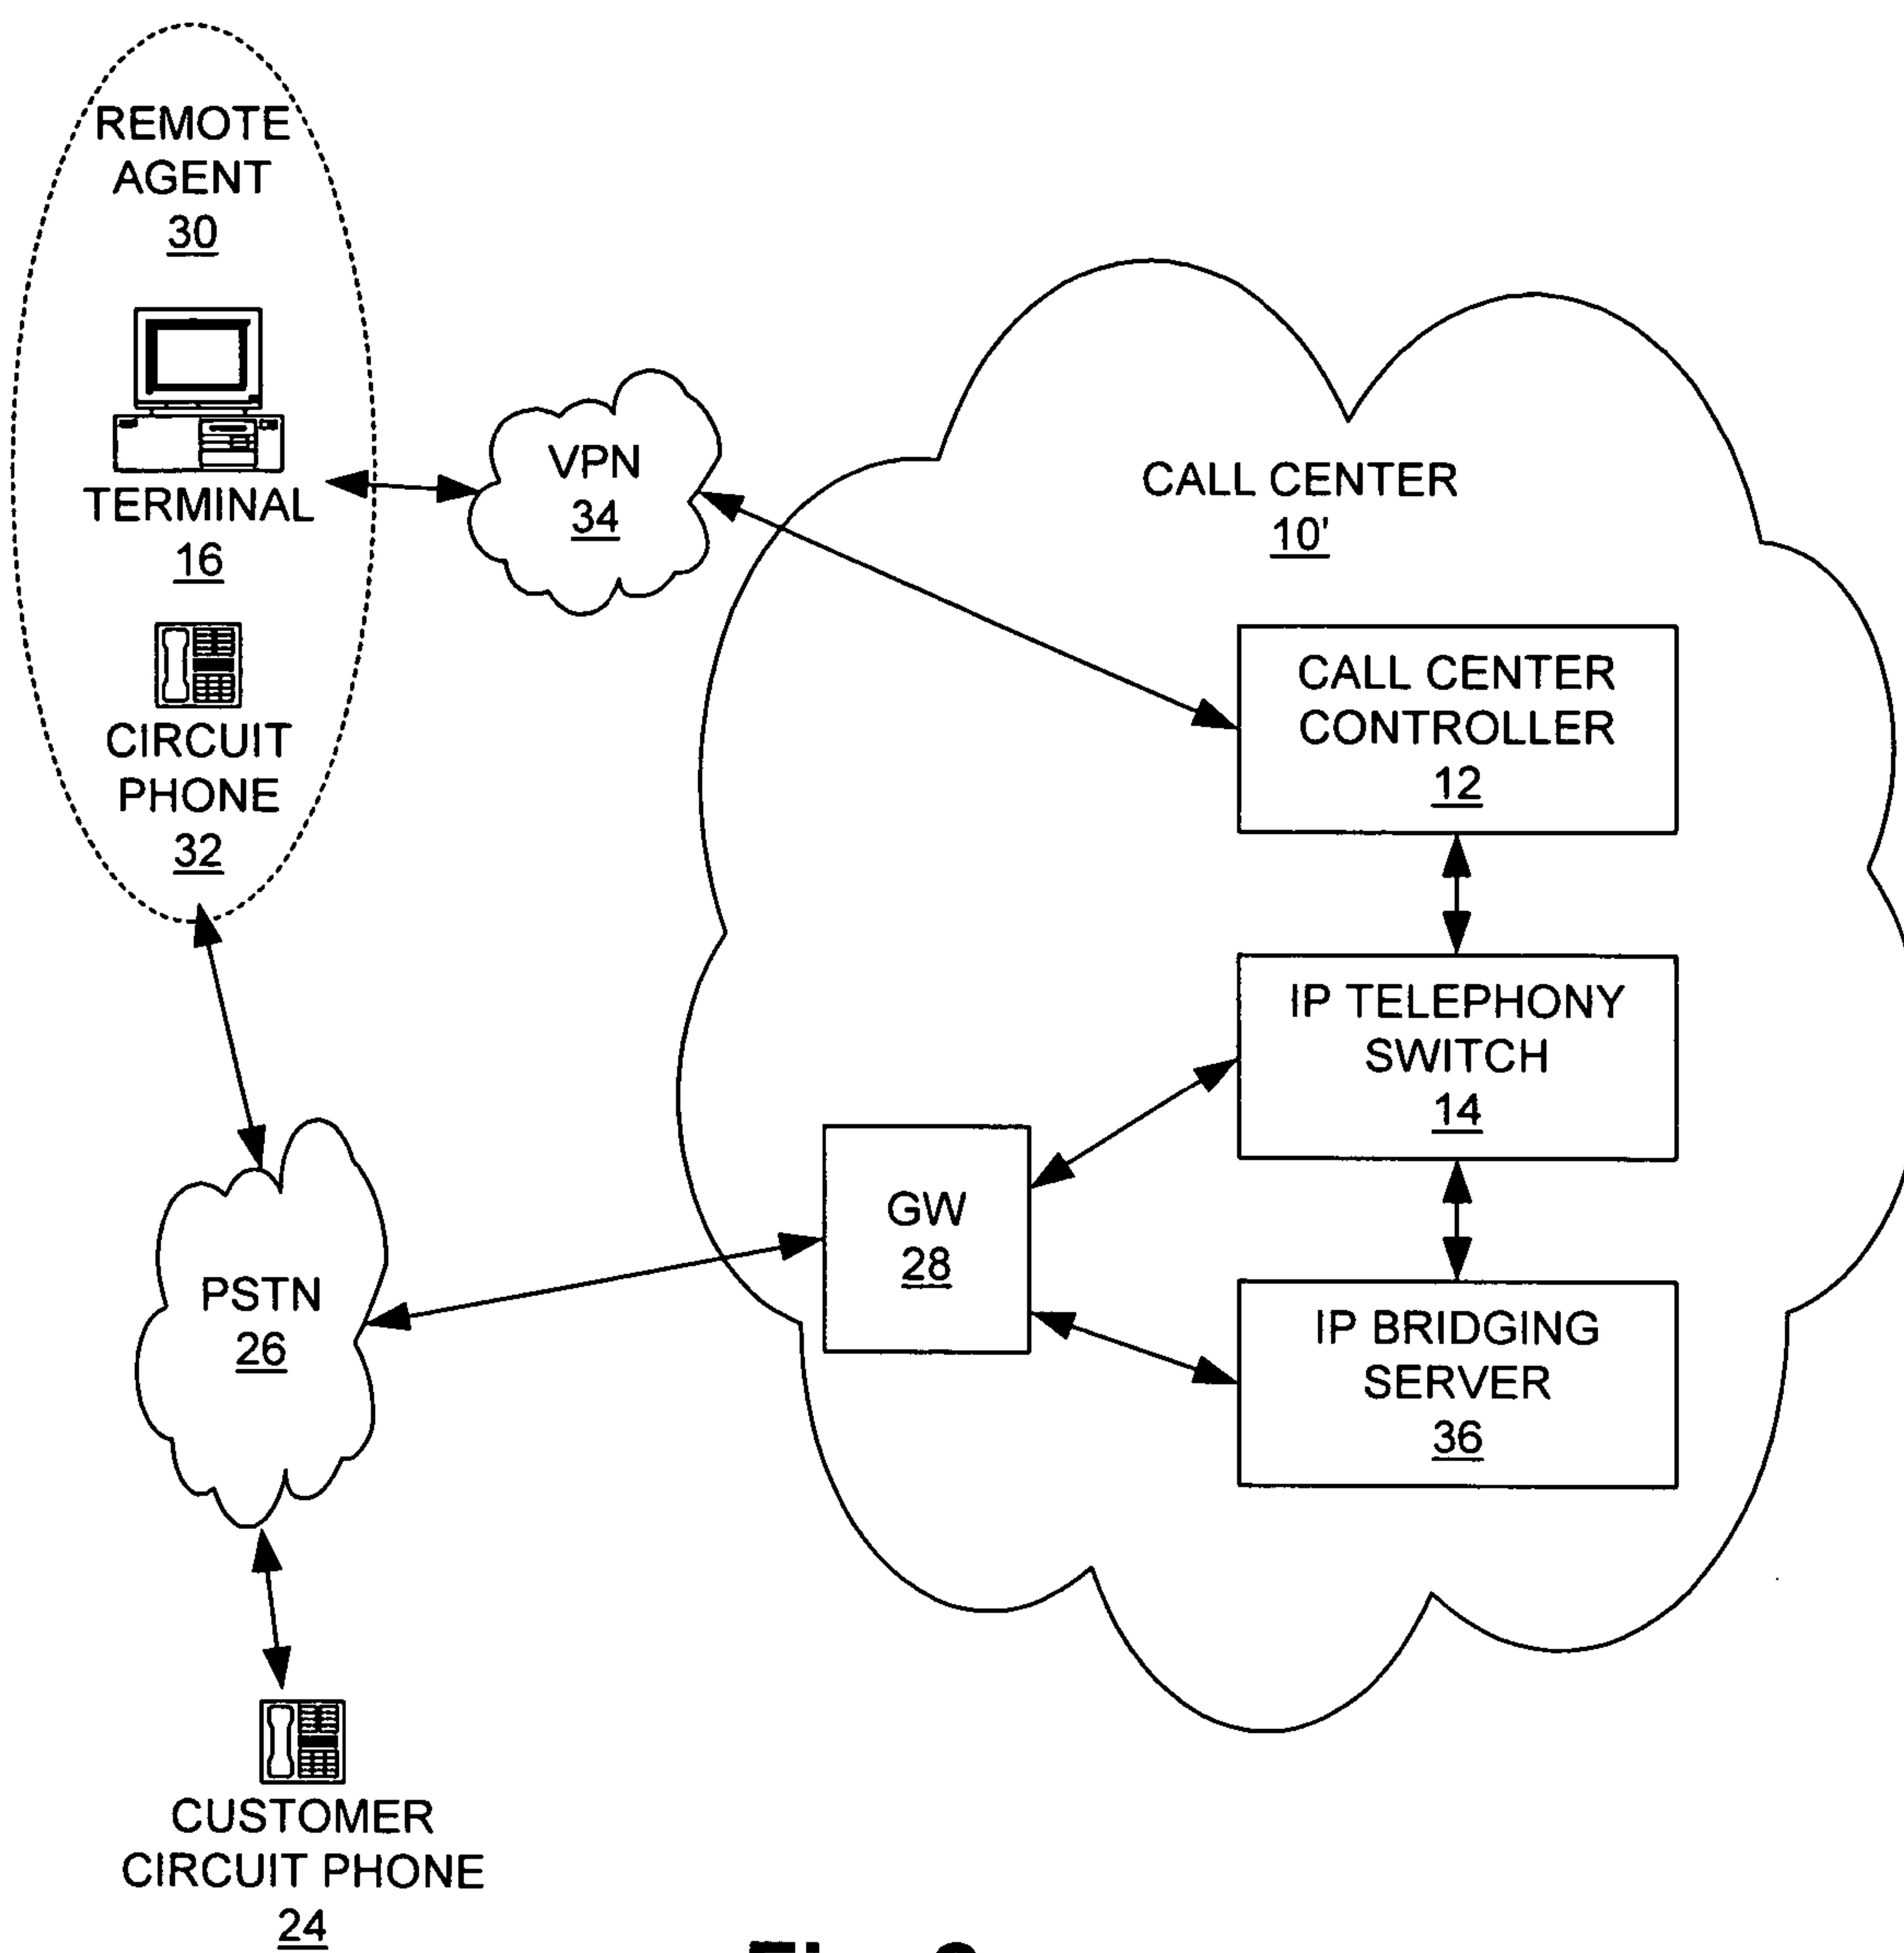 REMOTE
AGENT
30
TERMINAL
16
CIRCUIT
PHONE
32
VPN
34
CALL CENTER
10'
CALL CENTER
CONTROLLER
12
IP TELEPHONY
SWITCH
14
GW
28
IP BRIDGING
SERVER
36
PSTN
26
CUSTOMER
CIRCUIT PHONE
24